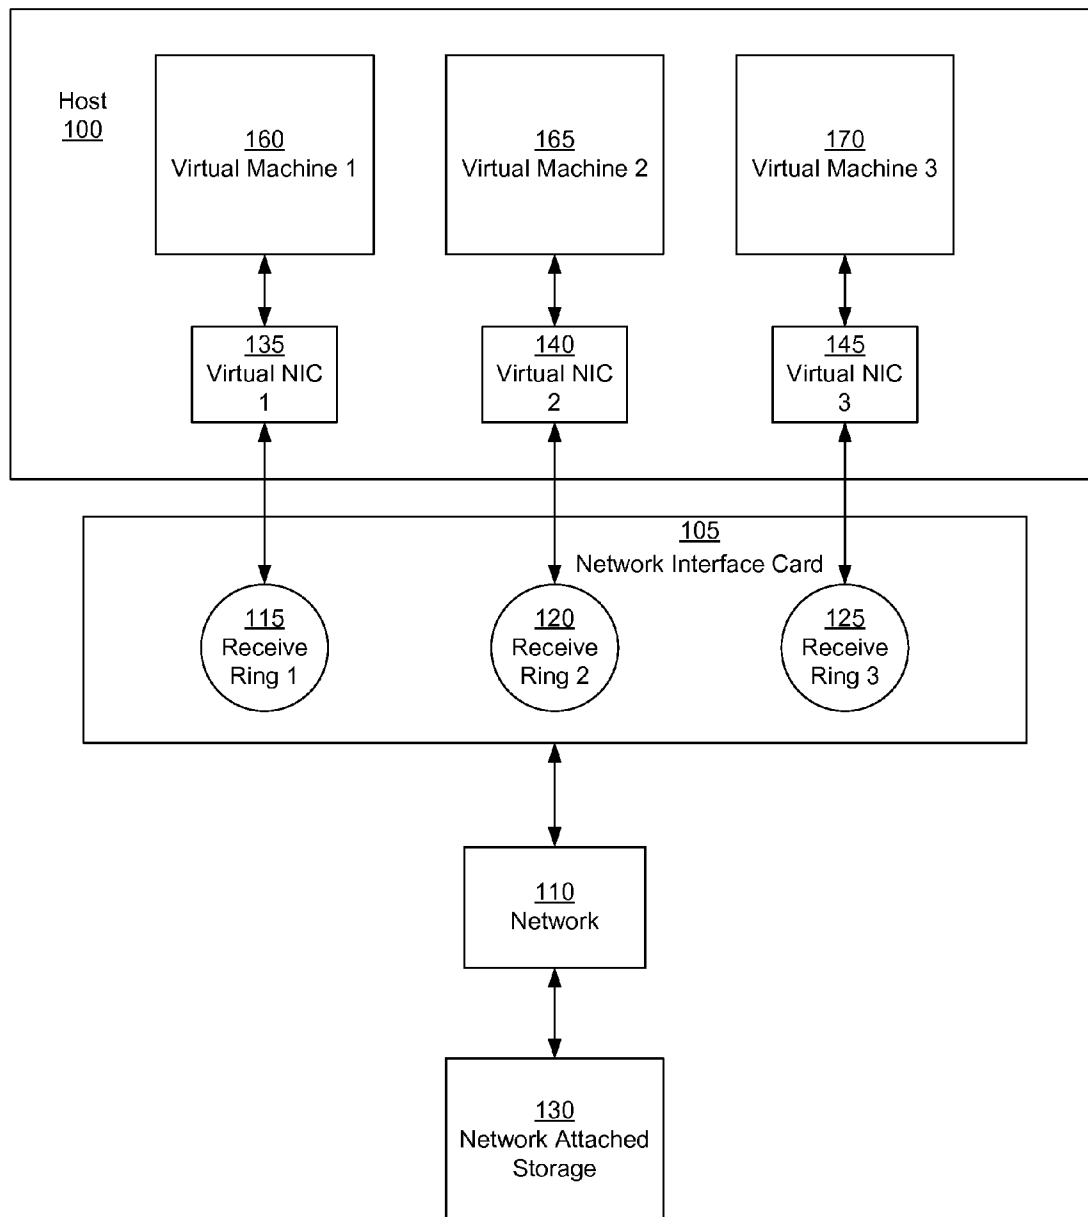 Host
100
160
Virtual Machine 1
165
Virtual Machine 2
170
Virtual Machine 3
135
Virtual NIC
1
140
Virtual NIC
2
145
Virtual NIC
3
105
Network Interface Card
115
Receive
Ring 1
120
Receive
Ring 2
125
Receive
Ring 3
110
Network
130
Network Attached
Storage